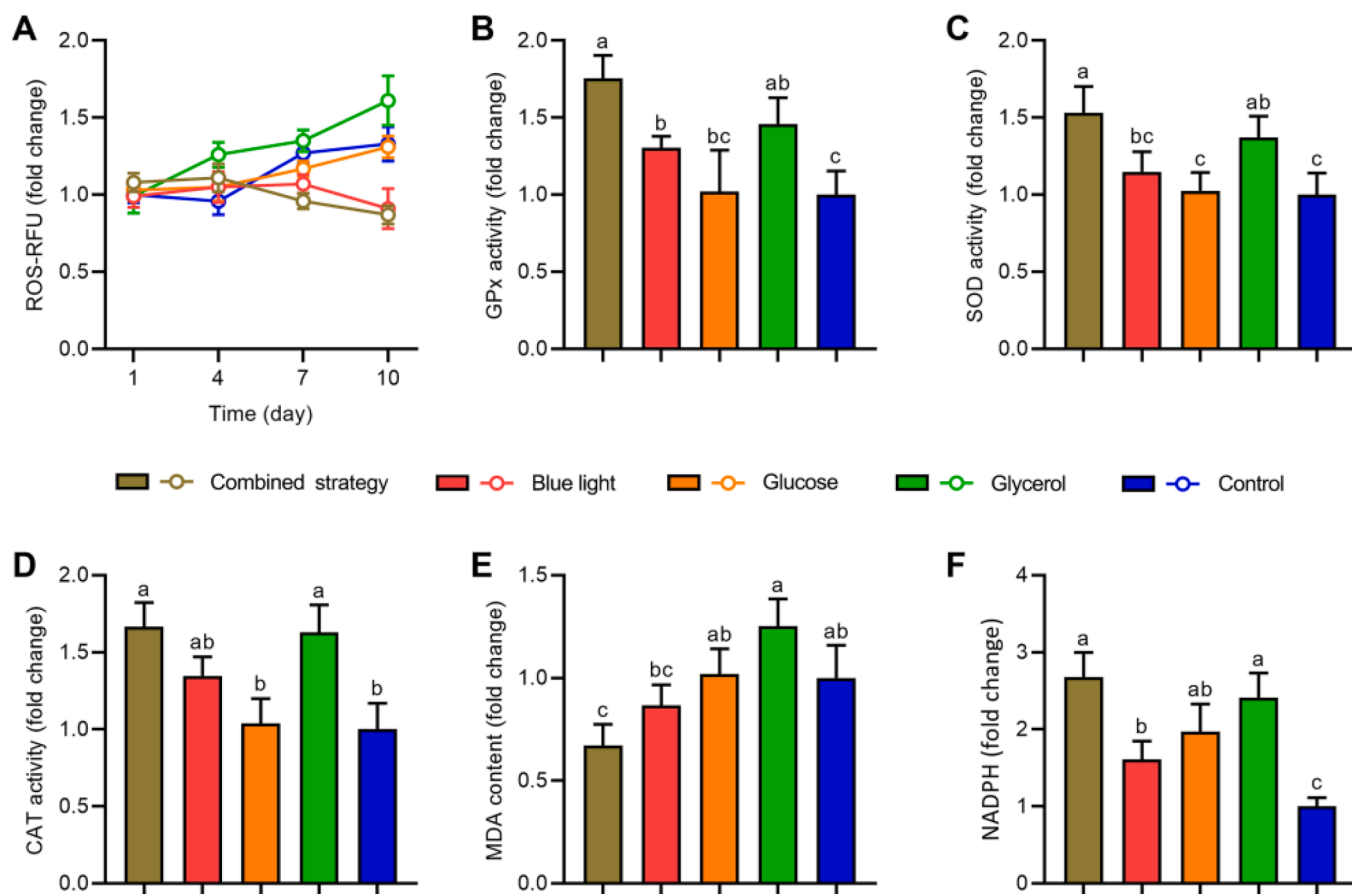 A
ROS-RFU (fold change)
2.0
1.5
1.0
0.5
0.0
1 4 7 10
Time (day)
B
GPx activity (fold change)
2.0
1.5
1.0
0.5
0.0
a b bc ab c
C
SOD activity (fold change)
2.0
1.5
1.0
0.5
0.0
a bc c ab c
Combined strategy Blue light Glucose Glycerol Control
D
CAT activity (fold change)
2.0
1.5
1.0
0.5
0.0
a ab b a b
E
MDA content (fold change)
1.5
1.0
0.5
0.0
c bc ab a ab
F
NADPH (fold change)
4
3
2
1
0
a b ab a c